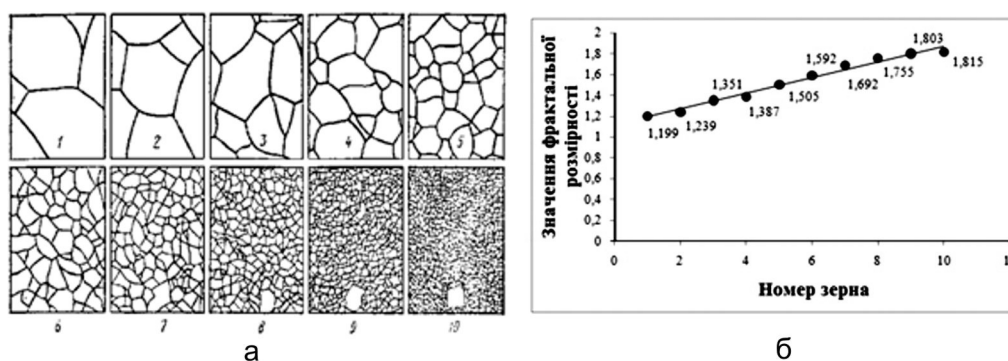 1 2 3 4 5
6 7 8 9 10
а
Значення фрактальної
розмірності
2
1,8
1,6
1,4
1,2
1
0,8
0,6
0,4
0,2
0
1,199
1,239
1,351
1,387
1,505
1,592
1,692
1,755
1,803
1,815
0 2 4 6 8 10
Номер зерна
б